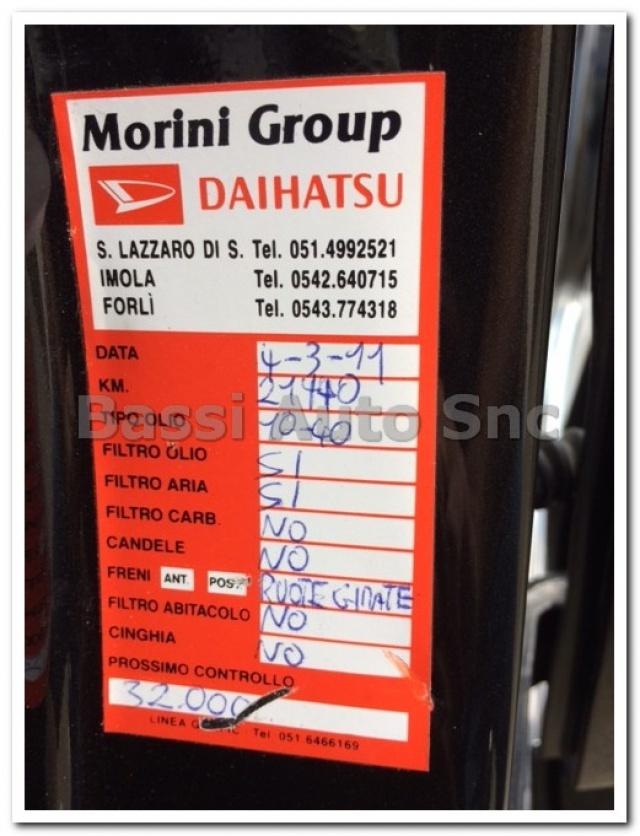 Morini Group
DAIHATSU
S. LAZZARO DI S. Tel. 051.4992521
IMOLA Tel. 0542.640715
FORLÌ Tel. 0543.774318
DATA 4-3-11
KM. 21940
TIPO OLIO 10-40
FILTRO OLIO SI
FILTRO ARIA SI
FILTRO CARB. NO
CANDELE NO
FRENI ANT. POST. RUOTE GIRATE
FILTRO ABITACOLO NO
CINGHIA NO
PROSSIMO CONTROLLO
32.000
LINEA Tel 051.6466169
Bassi Auto Snc